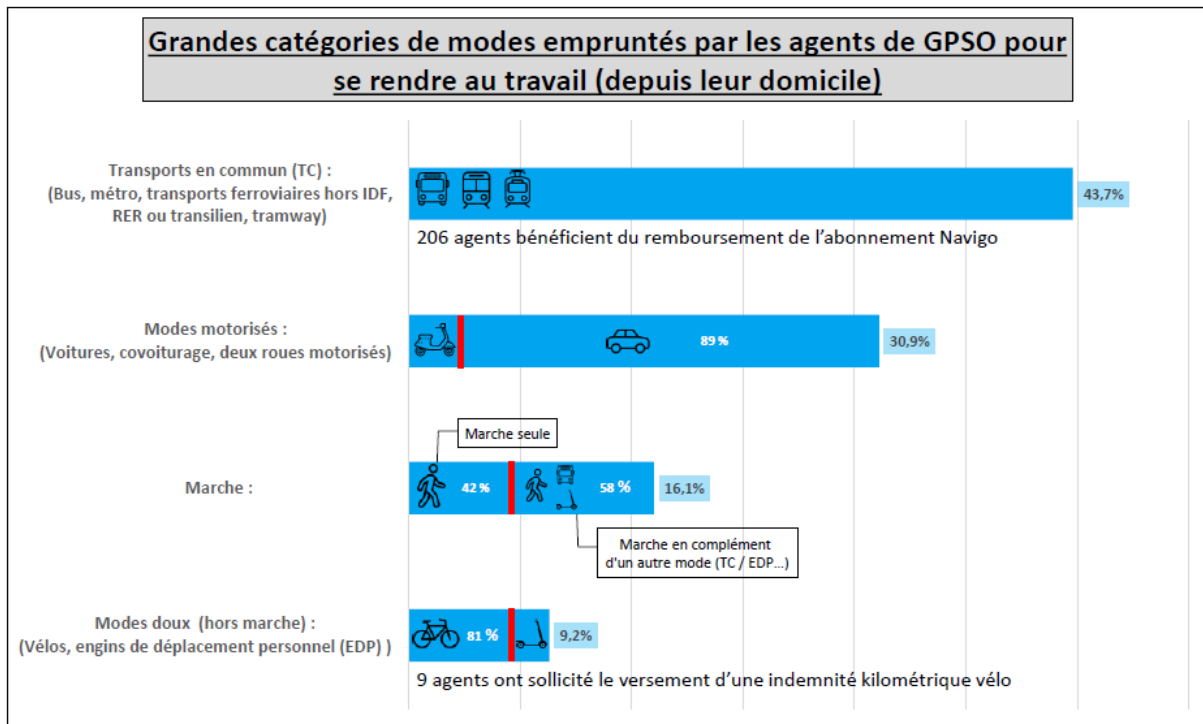 Grandes catégories de modes empruntés par les agents de GPSO pour
se rendre au travail (depuis leur domicile)
Transports en commun (TC) :
(Bus, métro, transports ferroviaires hors IDF,
RER ou transilien, tramway)
43,7%
206 agents bénéficient du remboursement de l'abonnement Navigo
Modes motorisés :
(Voitures, covoiturage, deux roues motorisés)
89 %
30,9%
Marche seule
Marche :
42 %
58 %
16,1%
Marche en complément
d'un autre mode (TC / EDP...)
Modes doux (hors marche) :
(Vélos, engins de déplacement personnel (EDP) )
81 %
9,2%
9 agents ont sollicité le versement d'une indemnité kilométrique vélo